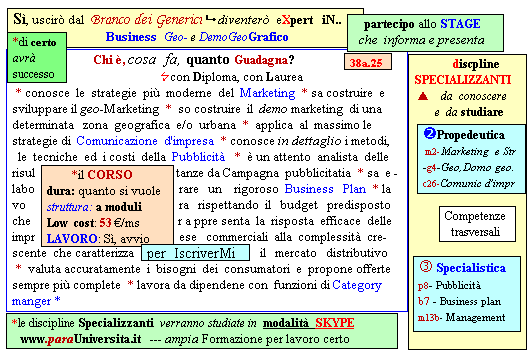 Sì, uscirò dal Branco dei Generici ↪ diventerò eXpert iN..
Business Geo- e DemoGeoGrafico
partecipo allo STAGE
che informa e presenta
*di certo
avrà
successo
Chi è, cosa fa, quanto Guadagna?
38a.25
con Diploma, con Laurea
* conosce le strategie più moderne del Marketing * sa costruire e
sviluppare il geo-Marketing * so costruire il demo marketing di una
determinata zona geografica e/o urbana * applica al massimo le
strategie di Comunicazione d'impresa * conosce in dettaglio i metodi,
le tecniche ed i costi della Pubblicità * è un attento analista delle
risul tanze da Campagna pubblicitatia * sa e -
labo rare un rigoroso Business Plan * la
vo ra rispettando il budget predisposto
che r a ppre senta la risposta efficace delle
impr ese commerciali alla complessità cre-
scente che caratterizza il mercato distributivo
* valuta accuratamente i bisogni dei consumatori e propone offerte
sempre più complete * lavora da dipendente con funzioni di Category
manger *
*il CORSO
dura: quanto si vuole
struttura: a moduli
Low cost: 53 €/ms
LAVORO: Si, avvio
per IscriverMi
discpline
SPECIALIZZANTI
▲ da conoscere
e da studiare
❷Propedeutica
m2- Marketing e Str
-g4- Geo, Domo geo.
c26- Comunic d'impr
Competenze
trasversali
③ Specialistica
p8- Pubblicità
b7 - Business plan
m13b- Management
*le discipline Specializzanti verranno studiate in modalità SKYPE
www.paraUniversita.it --- ampia Formazione per lavoro certo